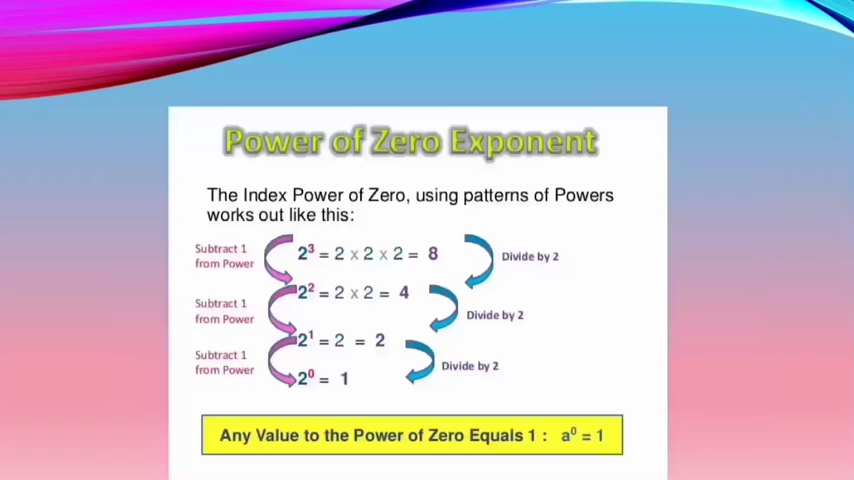 Power of Zero Exponent
The Index Power of Zero, using patterns of Powers
works out like this:
Subtract 1
from Power
2³ = 2 x 2 x 2 = 8
Divide by 2
2² = 2 x 2 = 4
Subtract 1
from Power
Divide by 2
2¹ = 2 = 2
Subtract 1
from Power
Divide by 2
2⁰ = 1
Any Value to the Power of Zero Equals 1 : a⁰ = 1